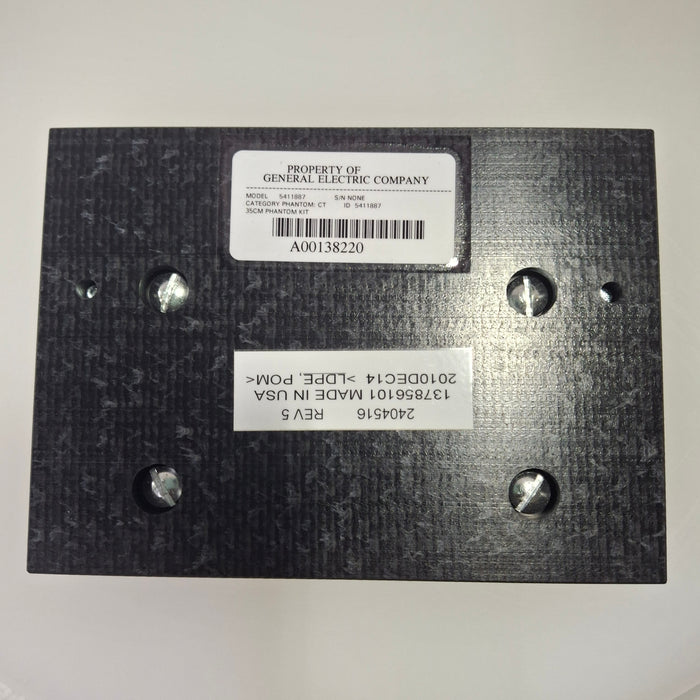 PROPERTY OF
GENERAL ELECTRIC COMPANY
MODEL 5411887 S/N NONE
CATEGORY PHANTOM: CT ID 5411887
35CM PHANTOM KIT
A00138220
2404516 REV 5
137856101 MADE IN USA
2010DEC14 >LDPE, POM<